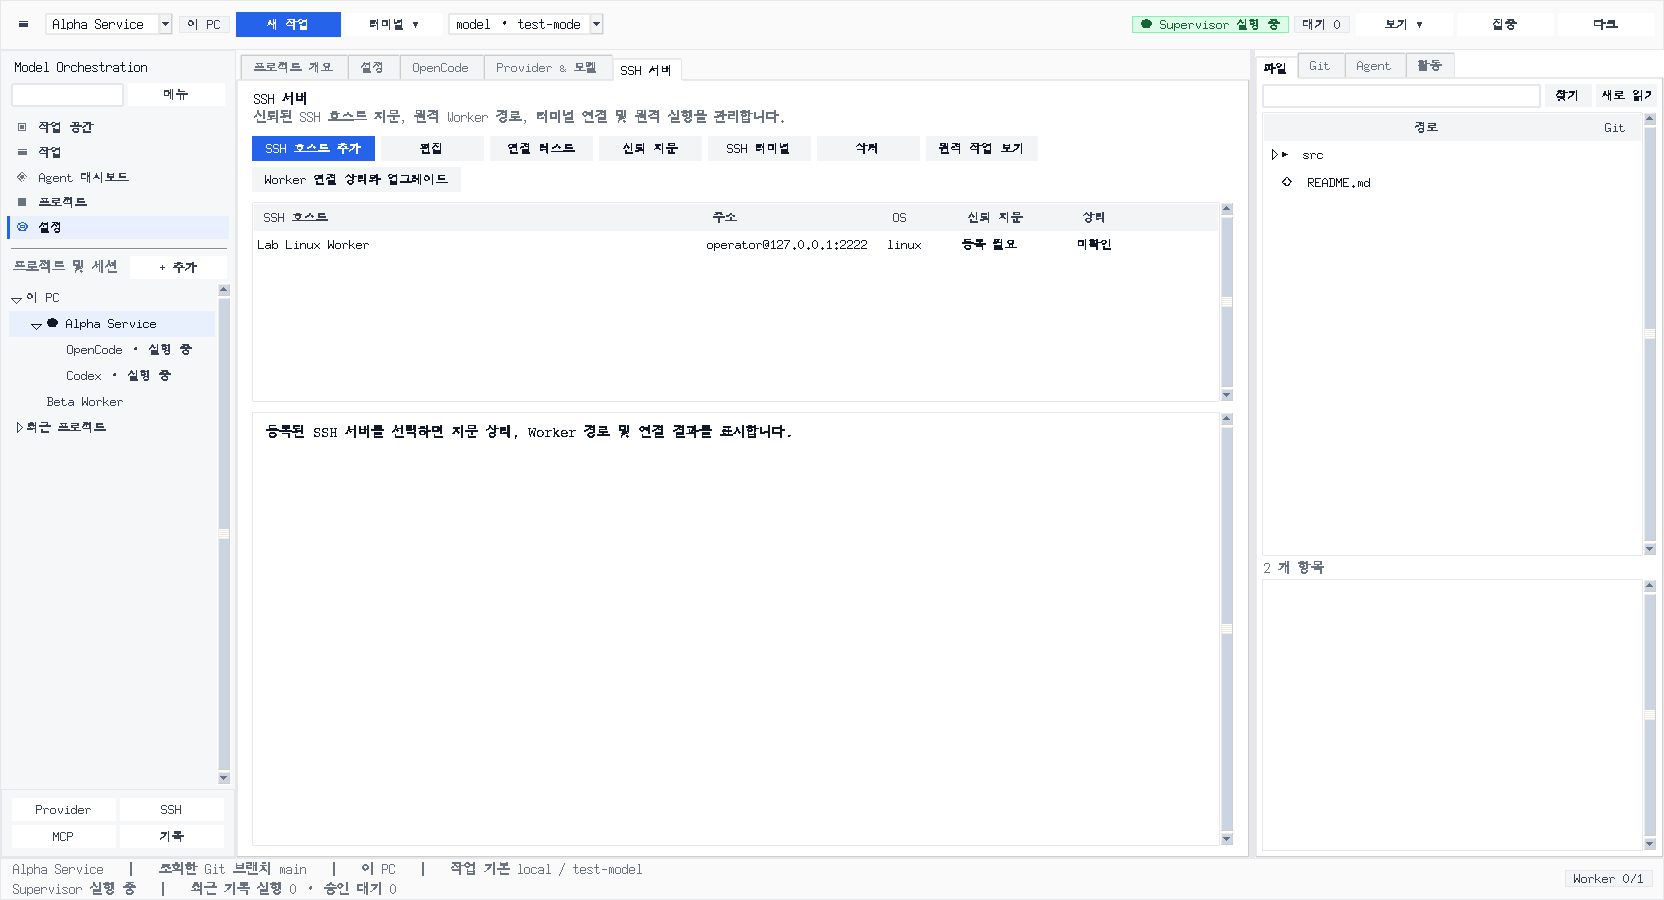 Alpha Service 이 PC 새 작업 터미널 ▾ model • test-mode Supervisor 실행 중 대기 0 보기 ▾ 집중 다크
Model Orchestration
메뉴
작업 공간
작업
Agent 대시보드
프로젝트
설정
프로젝트 및 세션 + 추가
이 PC
Alpha Service
OpenCode • 실행 중
Codex • 실행 중
Beta Worker
최근 프로젝트
Provider SSH
MCP 기록
프로젝트 개요 설정 OpenCode Provider & 모델 SSH 서버
SSH 서버
신뢰된 SSH 호스트 지문, 원격 Worker 경로, 터미널 연결 및 원격 실행을 관리합니다.
SSH 호스트 추가 편집 연결 테스트 신뢰 지문 SSH 터미널 삭제 원격 작업 보기
Worker 연결 상태와 업그레이드
SSH 호스트 주소 OS 신뢰 지문 상태
Lab Linux Worker operator@127.0.0.1:2222 linux 등록 필요 미확인
등록된 SSH 서버를 선택하면 지문 상태, Worker 경로 및 연결 결과를 표시합니다.
파일 Git Agent 활동
찾기 새로 읽기
경로 Git
src
README.md
2 개 항목
Alpha Service | 조회한 Git 브랜치 main | 이 PC | 작업 기본 local / test-model
Supervisor 실행 중 | 최근 기록 실행 0 • 승인 대기 0
Worker 0/1